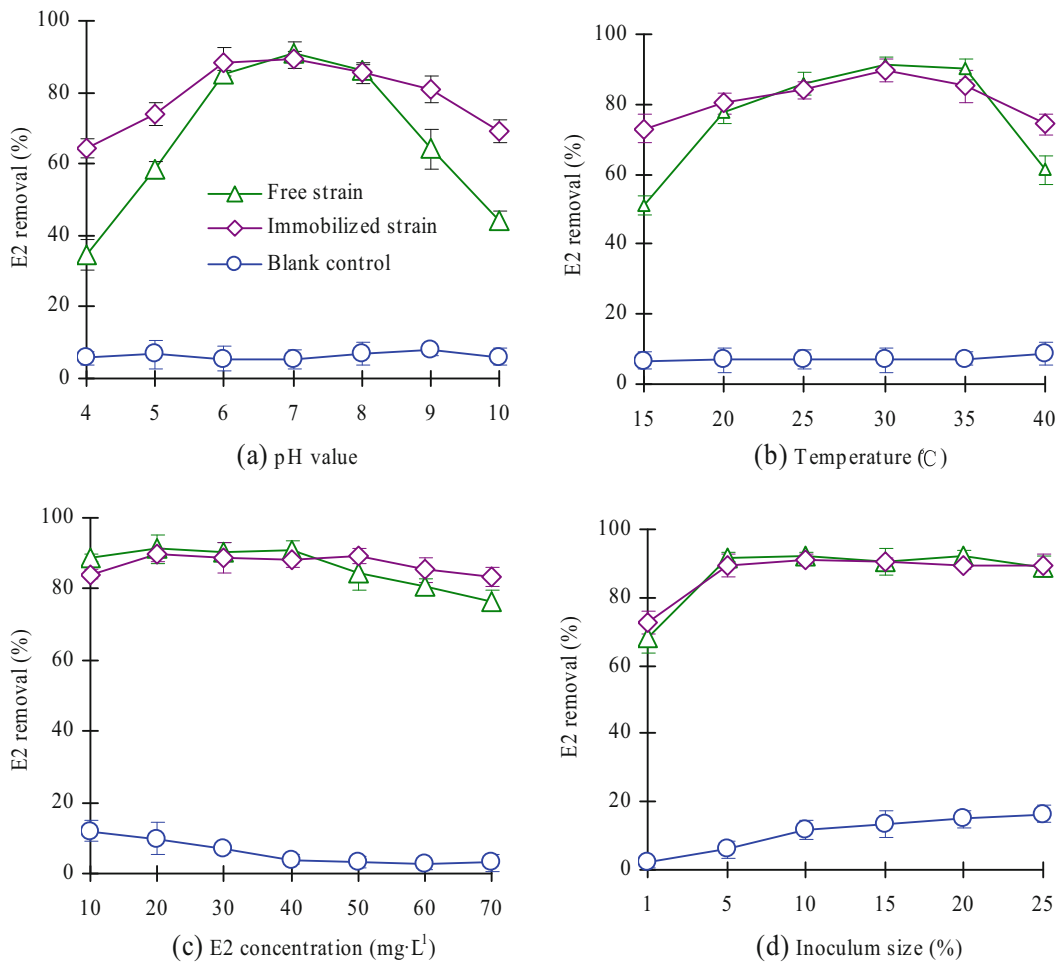 100
80
60
40
20
0
E2 removal (%)
Free strain
Immobilized strain
Blank control
4 5 6 7 8 9 10
(a) pH value
100
80
60
40
20
0
E2 removal (%)
15 20 25 30 35 40
(b) Temperature (℃)
100
80
60
40
20
0
E2 removal (%)
10 20 30 40 50 60 70
(c) E2 concentration (mg·L¹)
100
80
60
40
20
0
E2 removal (%)
1 5 10 15 20 25
(d) Inoculum size (%)